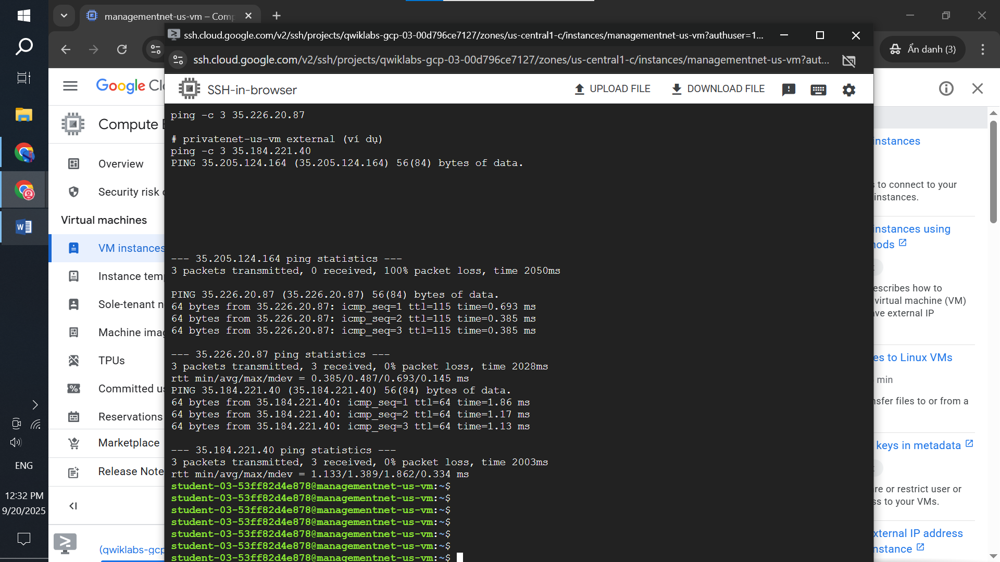 managementnet-us-vm – Comp
ssh.cloud.google.com/v2/ssh/projects/qwiklabs-gcp-03-00d796ce7127/zones/us-central1-c/instances/managementnet-us-vm?authuser=1...
ssh.cloud.google.com/v2/ssh/projects/qwiklabs-gcp-03-00d796ce7127/zones/us-central1-c/instances/managementnet-us-vm?aut...
Ẩn danh (3)
Google Clo
SSH-in-browser
UPLOAD FILE
DOWNLOAD FILE
Compute E
Overview
Security risk o
Virtual machines
VM instances
Instance tem
Sole-tenant n
Machine imag
TPUs
Committed us
Reservations
Marketplace
Release Note
(qwiklabs-gcp
ping -c 3 35.226.20.87
# privatenet-us-vm external (ví dụ)
ping -c 3 35.184.221.40
PING 35.205.124.164 (35.205.124.164) 56(84) bytes of data.
--- 35.205.124.164 ping statistics ---
3 packets transmitted, 0 received, 100% packet loss, time 2050ms
PING 35.226.20.87 (35.226.20.87) 56(84) bytes of data.
64 bytes from 35.226.20.87: icmp_seq=1 ttl=115 time=0.693 ms
64 bytes from 35.226.20.87: icmp_seq=2 ttl=115 time=0.385 ms
64 bytes from 35.226.20.87: icmp_seq=3 ttl=115 time=0.385 ms
--- 35.226.20.87 ping statistics ---
3 packets transmitted, 3 received, 0% packet loss, time 2028ms
rtt min/avg/max/mdev = 0.385/0.487/0.693/0.145 ms
PING 35.184.221.40 (35.184.221.40) 56(84) bytes of data.
64 bytes from 35.184.221.40: icmp_seq=1 ttl=64 time=1.86 ms
64 bytes from 35.184.221.40: icmp_seq=2 ttl=64 time=1.17 ms
64 bytes from 35.184.221.40: icmp_seq=3 ttl=64 time=1.13 ms
--- 35.184.221.40 ping statistics ---
3 packets transmitted, 3 received, 0% packet loss, time 2003ms
rtt min/avg/max/mdev = 1.133/1.389/1.862/0.334 ms
student-03-53ff82d4e878@managementnet-us-vm:~$
student-03-53ff82d4e878@managementnet-us-vm:~$
student-03-53ff82d4e878@managementnet-us-vm:~$
student-03-53ff82d4e878@managementnet-us-vm:~$
student-03-53ff82d4e878@managementnet-us-vm:~$
student-03-53ff82d4e878@managementnet-us-vm:~$
student-03-53ff82d4e878@managementnet-us-vm:~$
instances
to connect to your
instances.
instances using
ods
escribes how to
virtual machine (VM)
ve external IP
es to Linux VMs
min
nsfer files to or from a
keys in metadata
re or restrict user or
ss to your VMs.
xternal IP address
nstance
ENG
12:32 PM
9/20/2025